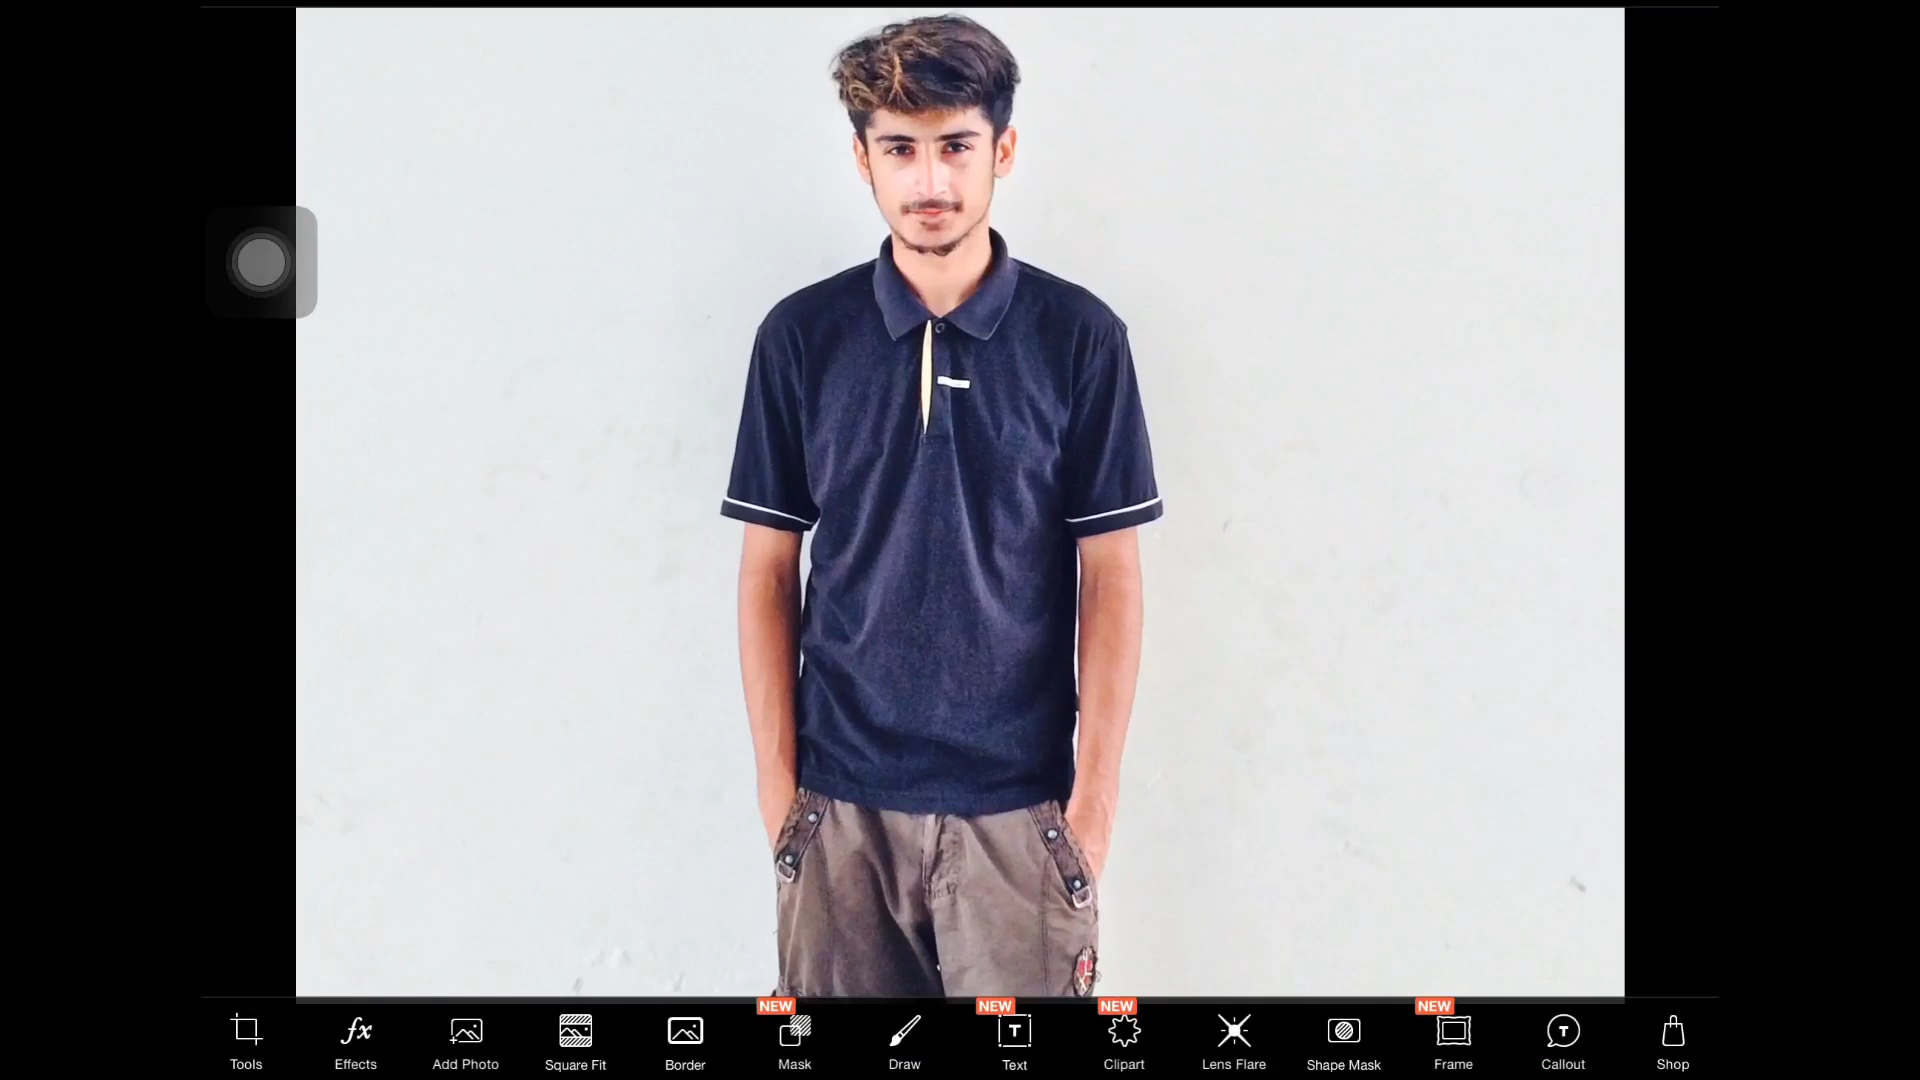 NEW NEW NEW NEW
Tools Effects Add Photo Square Fit Border Mask Draw Text Clipart Lens Flare Shape Mask Frame Callout Shop